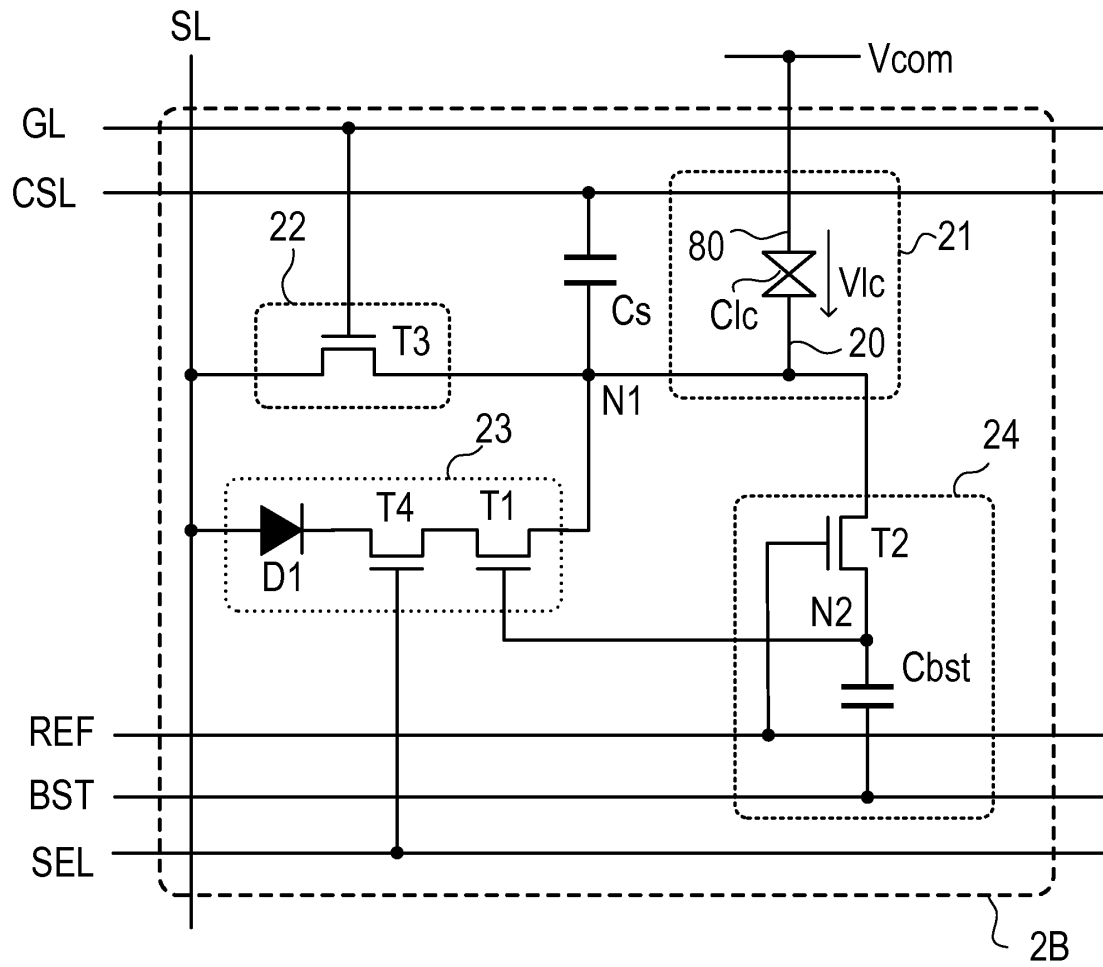 SL
Vcom
GL
CSL
22
80
21
Clc
Vlc
Cs
T3
20
N1
23
24
T4
T1
T2
D1
N2
Cbst
REF
BST
SEL
2B